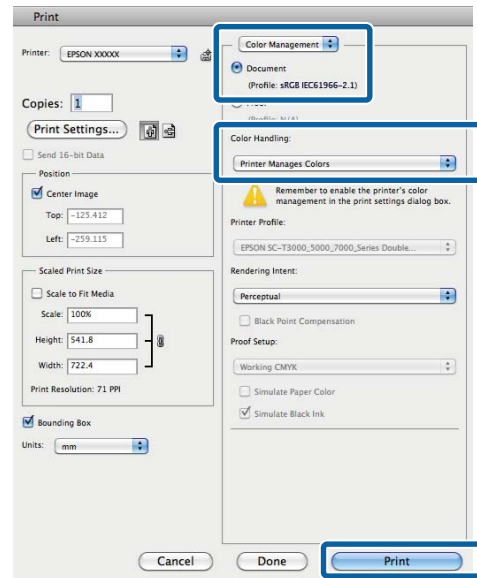 Print
Printer: EPSON XXXXX
Copies: 1
Print Settings...
Send 16-bit Data
Position
Center Image
Top: -125.412
Left: -259.115
Scaled Print Size
Scale to Fit Media
Scale: 100%
Height: 541.8
Width: 722.4
Print Resolution: 71 PPI
Bounding Box
Units: mm
Color Management
Document
(Profile: sRGB IEC61966-2.1)
(Profile: N/A)
Color Handling:
Printer Manages Colors
Remember to enable the printer's color
management in the print settings dialog box.
Printer Profile:
EPSON SC-T3000_5000_7000_Series Double...
Rendering Intent:
Perceptual
Black Point Compensation
Proof Setup:
Working CMYK
Simulate Paper Color
Simulate Black Ink
Cancel
Done
Print